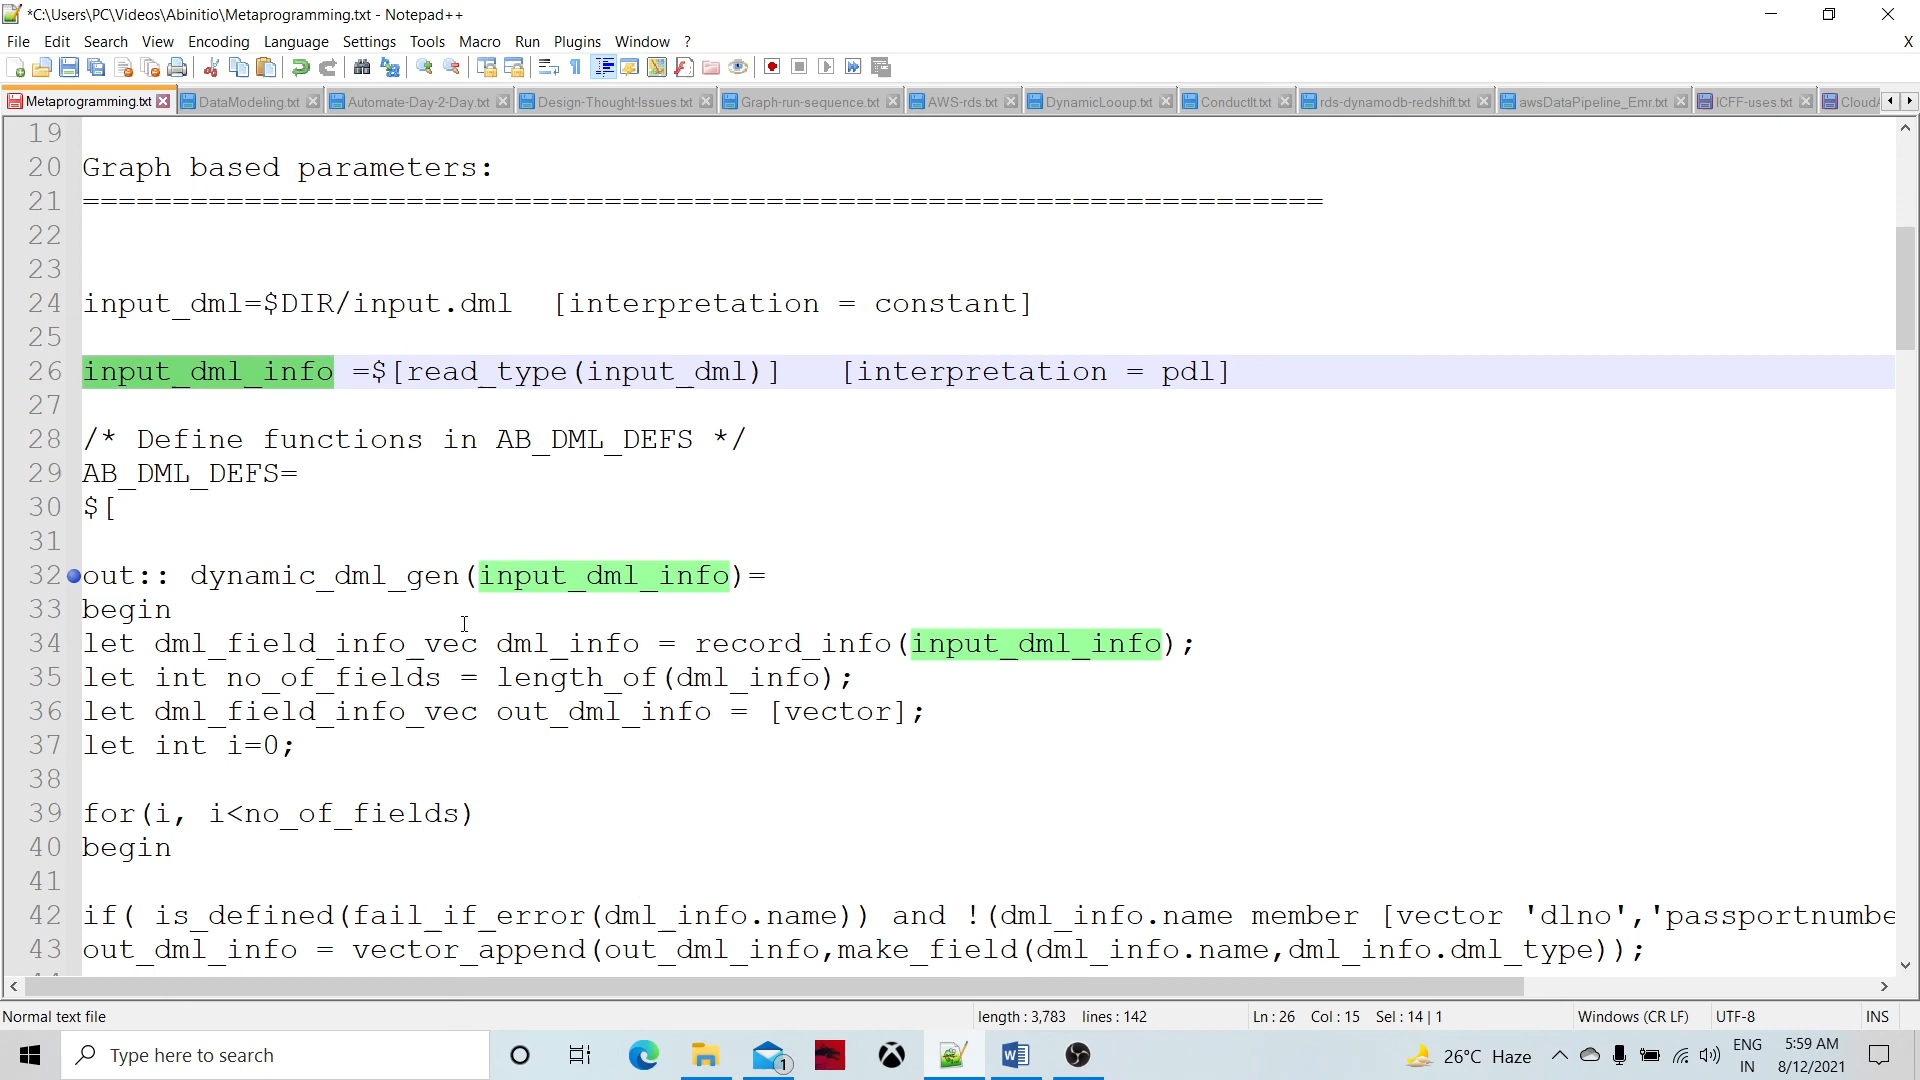 *C:\Users\PC\Videos\Abinitio\Metaprogramming.txt - Notepad++
File Edit Search View Encoding Language Settings Tools Macro Run Plugins Window ? X
Metaprogramming.txt DataModeling.txt Automate-Day-2-Day.txt Design-Thought-Issues.txt Graph-run-sequence.txt AWS-rds.txt DynamicLooup.txt ConductIt.txt rds-dynamodb-redshift.txt awsDataPipeline_Emr.txt ICFF-uses.txt Cloud
19
20 Graph based parameters:
21 =====================================================================
22
23
24 input_dml=$DIR/input.dml [interpretation = constant]
25
26 input_dml_info =$[read_type(input_dml)] [interpretation = pdl]
27
28 /* Define functions in AB_DML_DEFS */
29 AB_DML_DEFS=
30 $[
31
32 out:: dynamic_dml_gen(input_dml_info)=
33 begin
34 let dml_field_info_vec dml_info = record_info(input_dml_info);
35 let int no_of_fields = length_of(dml_info);
36 let dml_field_info_vec out_dml_info = [vector];
37 let int i=0;
38
39 for(i, i<no_of_fields)
40 begin
41
42 if( is_defined(fail_if_error(dml_info.name)) and !(dml_info.name member [vector 'dlno','passportnumbe
43 out_dml_info = vector_append(out_dml_info,make_field(dml_info.name,dml_info.dml_type));
Normal text file length : 3,783 lines : 142 Ln : 26 Col : 15 Sel : 14 | 1 Windows (CR LF) UTF-8 INS
Type here to search 1 26°C Haze ENG IN 5:59 AM 8/12/2021